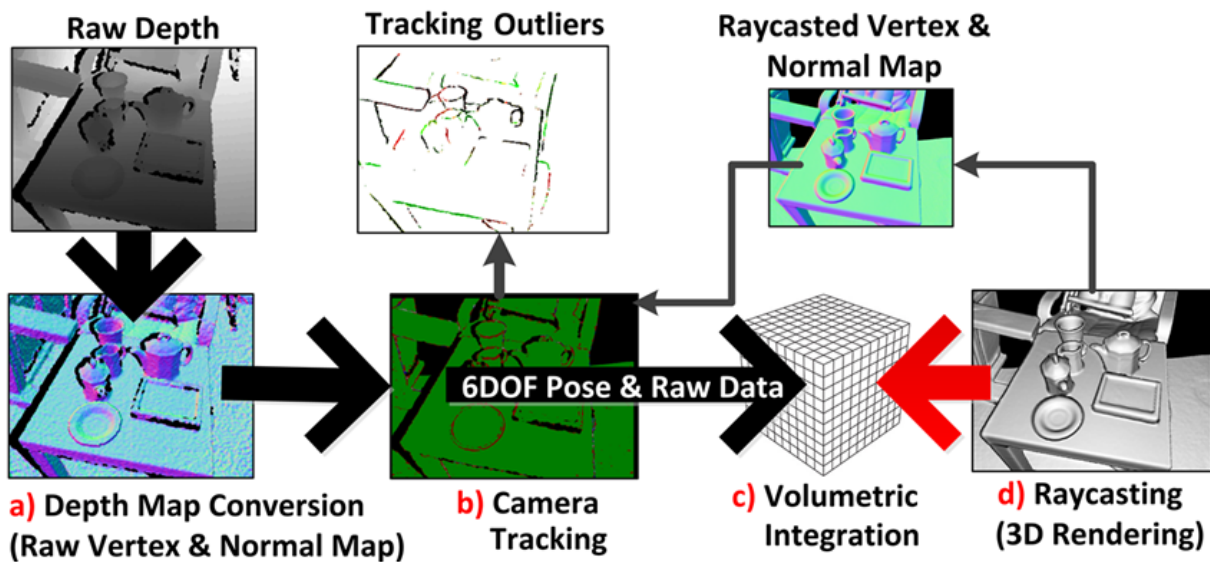 Raw Depth
Tracking Outliers
Raycasted Vertex &
Normal Map
6DOF Pose & Raw Data
a) Depth Map Conversion
(Raw Vertex & Normal Map)
b) Camera
Tracking
c) Volumetric
Integration
d) Raycasting
(3D Rendering)